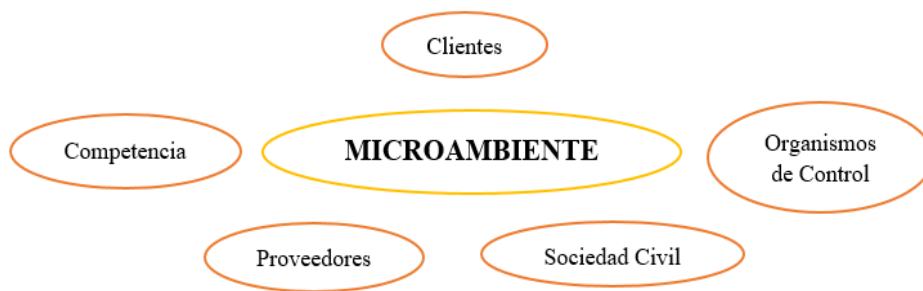 Clientes
Competencia
MICROAMBIENTE
Organismos
de Control
Proveedores
Sociedad Civil